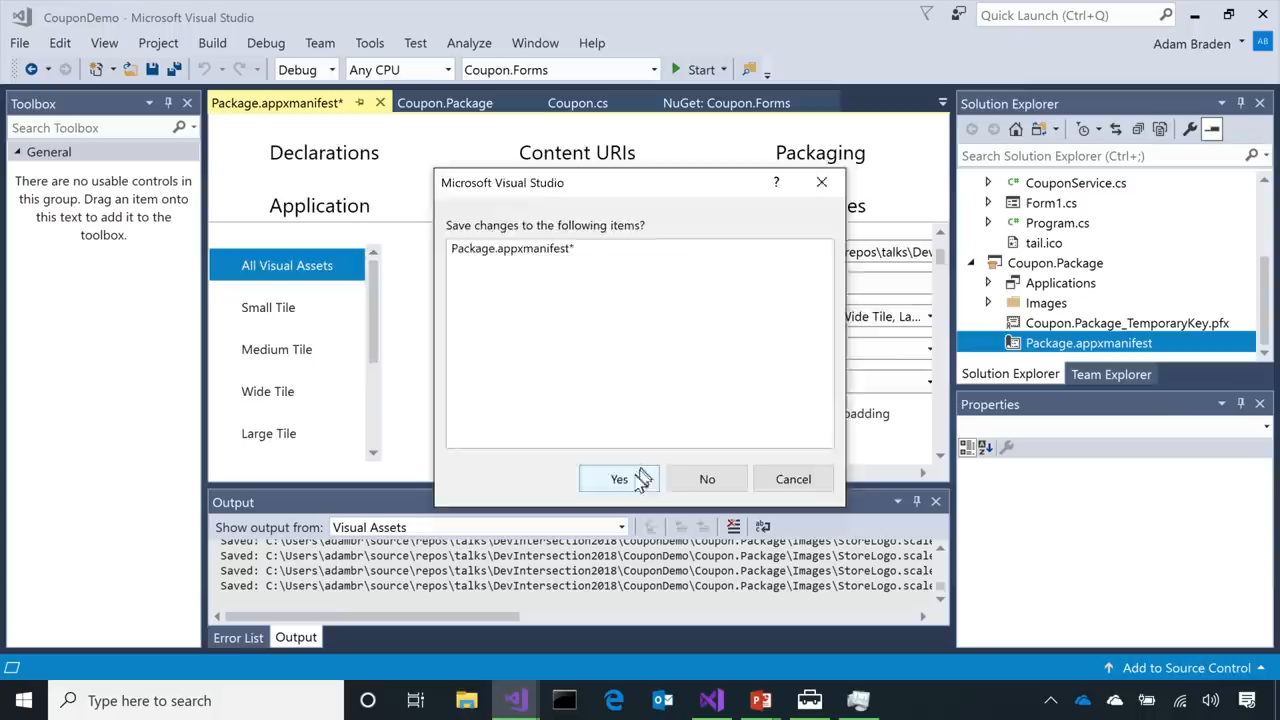 CouponDemo - Microsoft Visual Studio
Quick Launch (Ctrl+Q)
File Edit View Project Build Debug Team Tools Test Analyze Window Help
Adam Braden AB
Debug Any CPU Coupon.Forms Start
Toolbox
Package.appxmanifest* Coupon.Package Coupon.cs NuGet: Coupon.Forms
Solution Explorer
Search Toolbox
General
There are no usable controls in
this group. Drag an item onto
this text to add it to the
toolbox.
Declarations Content URIs Packaging
Application
es
All Visual Assets
Small Tile
Medium Tile
Wide Tile
Large Tile
epos\talks\Dev
Wide Tile, La...
padding
Microsoft Visual Studio
?
Save changes to the following items?
Package.appxmanifest*
Yes No Cancel
Search Solution Explorer (Ctrl+;)
C# CouponService.cs
Form1.cs
C# Program.cs
tail.ico
Coupon.Package
Applications
Images
Coupon.Package_TemporaryKey.pfx
Package.appxmanifest
Solution Explorer Team Explorer
Properties
Output
Show output from: Visual Assets
Saved: C:\Users\adambr\source\repos\talks\DevIntersection2018\CouponDemo\Coupon.Package\Images\StoreLogo.scale
Saved: C:\Users\adambr\source\repos\talks\DevIntersection2018\CouponDemo\Coupon.Package\Images\StoreLogo.scale
Saved: C:\Users\adambr\source\repos\talks\DevIntersection2018\CouponDemo\Coupon.Package\Images\StoreLogo.scale
Saved: C:\Users\adambr\source\repos\talks\DevIntersection2018\CouponDemo\Coupon.Package\Images\StoreLogo.scale
Error List Output
Add to Source Control
Type here to search